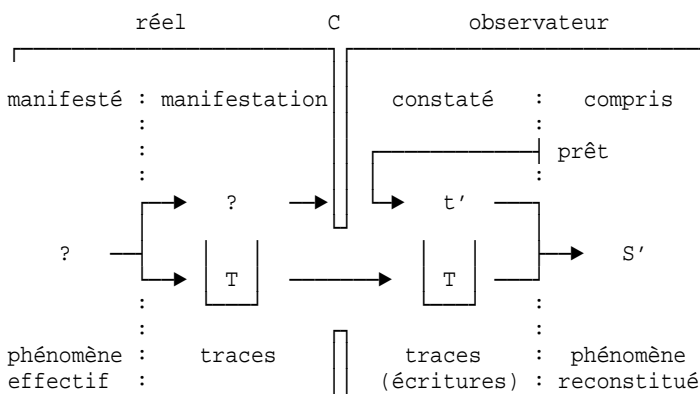 réel C observateur
manifesté : manifestation constaté : compris
prêt
? t’
? S’
T T
phénomène : traces traces : phénomène
effectif : (écritures) : reconstitué